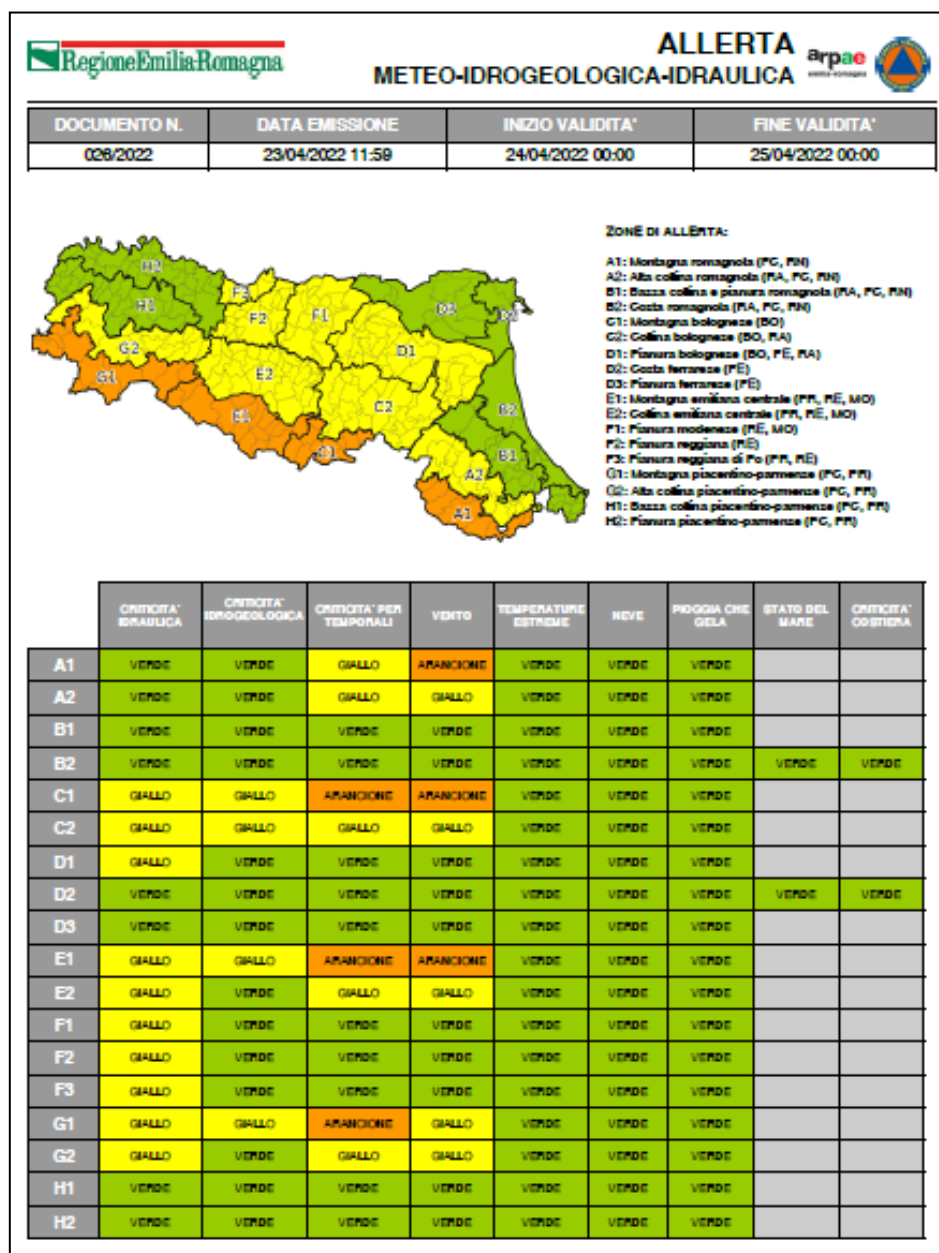 RegioneEmilia-Romagna
ALLERTA
METEO-IDROGEOLOGICA-IDRAULICA
arpae
emilia-romagna
DOCUMENTO N. DATA EMISSIONE INIZIO VALIDITA' FINE VALIDITA'
026/2022 23/04/2022 11:59 24/04/2022 00:00 25/04/2022 00:00
ZONE DI ALLERTA:
A1: Montagna romagnola (FC, RN)
A2: Alta collina romagnola (RA, FC, RN)
B1: Bassa collina e pianura romagnola (RA, FC, RN)
B2: Costa romagnola (RA, FC, RN)
C1: Montagna bolognese (BO)
C2: Collina bolognese (BO, RA)
D1: Pianura bolognese (BO, FE, RA)
D2: Costa ferrarese (FE)
D3: Pianura ferrarese (FE)
E1: Montagna emiliana centrale (PR, RE, MO)
E2: Collina emiliana centrale (PR, RE, MO)
F1: Pianura modenese (RE, MO)
F2: Pianura reggiana (RE)
F3: Pianura reggiana di Po (PR, RE)
G1: Montagna piacentino-parmense (PC, PR)
G2: Alta collina piacentino-parmense (PC, PR)
H1: Bassa collina piacentino-parmense (PC, PR)
H2: Pianura piacentino-parmense (PC, PR)
H2
H1
F3
F2
F1
D3
D2
G2
D1
G1
E2
E1
C2
B2
C1
B1
A2
A1
CRITICITA' IDRAULICA CRITICITA' IDROGEOLOGICA CRITICITA' PER TEMPORALI VENTO TEMPERATURE ESTREME NEVE PIOGGIA CHE GELA STATO DEL MARE CRITICITA' COSTIERA
A1 VERDE VERDE GIALLO ARANCIONE VERDE VERDE VERDE
A2 VERDE VERDE GIALLO GIALLO VERDE VERDE VERDE
B1 VERDE VERDE VERDE VERDE VERDE VERDE VERDE
B2 VERDE VERDE VERDE VERDE VERDE VERDE VERDE VERDE VERDE
C1 GIALLO GIALLO ARANCIONE ARANCIONE VERDE VERDE VERDE
C2 GIALLO GIALLO GIALLO GIALLO VERDE VERDE VERDE
D1 GIALLO VERDE VERDE VERDE VERDE VERDE VERDE
D2 VERDE VERDE VERDE VERDE VERDE VERDE VERDE VERDE VERDE
D3 VERDE VERDE VERDE VERDE VERDE VERDE VERDE
E1 GIALLO GIALLO ARANCIONE ARANCIONE VERDE VERDE VERDE
E2 GIALLO VERDE GIALLO GIALLO VERDE VERDE VERDE
F1 GIALLO VERDE VERDE VERDE VERDE VERDE VERDE
F2 GIALLO VERDE VERDE VERDE VERDE VERDE VERDE
F3 GIALLO VERDE VERDE VERDE VERDE VERDE VERDE
G1 GIALLO GIALLO ARANCIONE GIALLO VERDE VERDE VERDE
G2 GIALLO VERDE GIALLO GIALLO VERDE VERDE VERDE
H1 VERDE VERDE VERDE VERDE VERDE VERDE VERDE
H2 VERDE VERDE VERDE VERDE VERDE VERDE VERDE